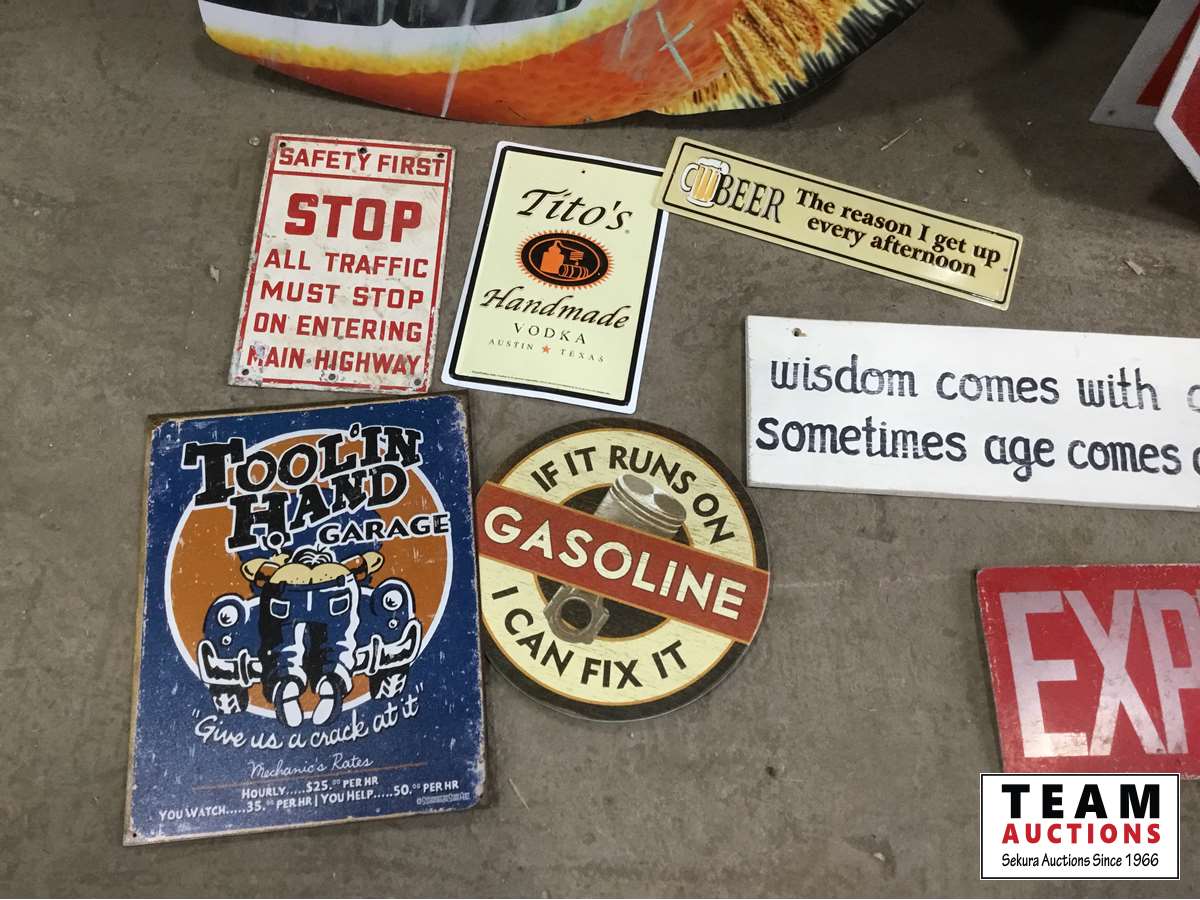 SAFETY FIRST
STOP
ALL TRAFFIC
MUST STOP
ON ENTERING
MAIN HIGHWAY
Tito's
Handmade
VODKA
AUSTIN ★ TEXAS
BEER
The reason I get up
every afternoon
wisdom comes with
sometimes age comes
TOOL'IN
HAND
GARAGE
"Give us a crack at it"
Mechanic's Rates
HOURLY.....$25.00 PER HR
YOU WATCH.....35.00 PER HR | YOU HELP.....50.00 PER HR
IF IT RUNS ON
GASOLINE
I CAN FIX IT
EXP
TEAM
AUCTIONS
Sekura Auctions Since 1966